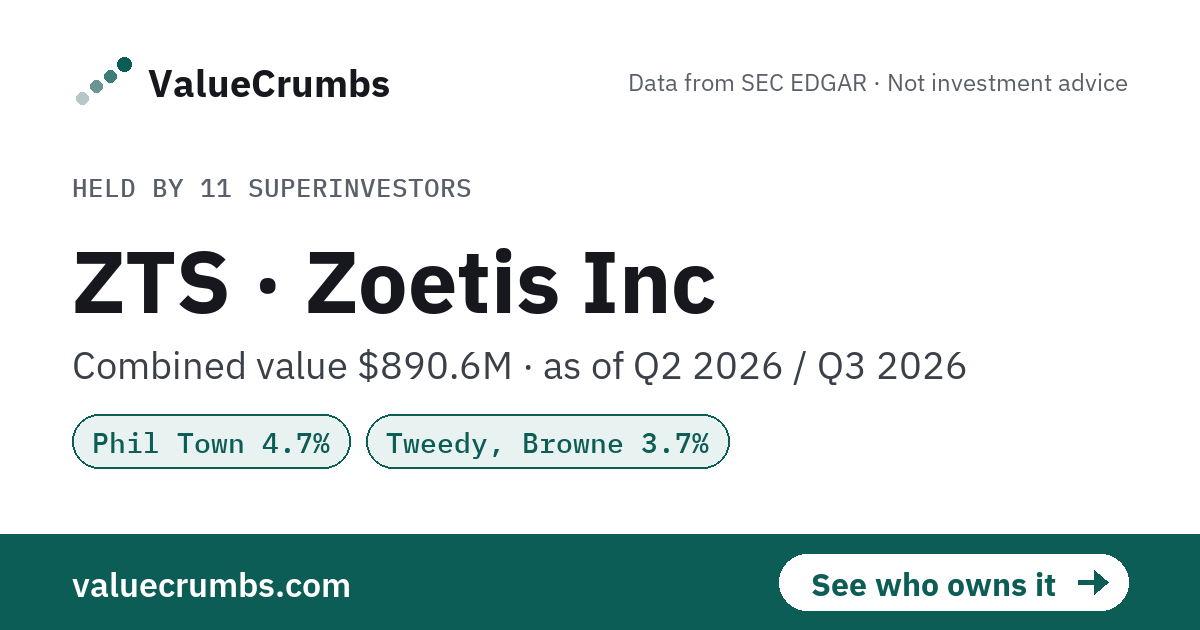 ValueCrumbs
Data from SEC EDGAR · Not investment advice
HELD BY 11 SUPERINVESTORS
ZTS · Zoetis Inc
Combined value $890.6M · as of Q2 2026 / Q3 2026
Phil Town 4.7%
Tweedy, Browne 3.7%
valuecrumbs.com
See who owns it →